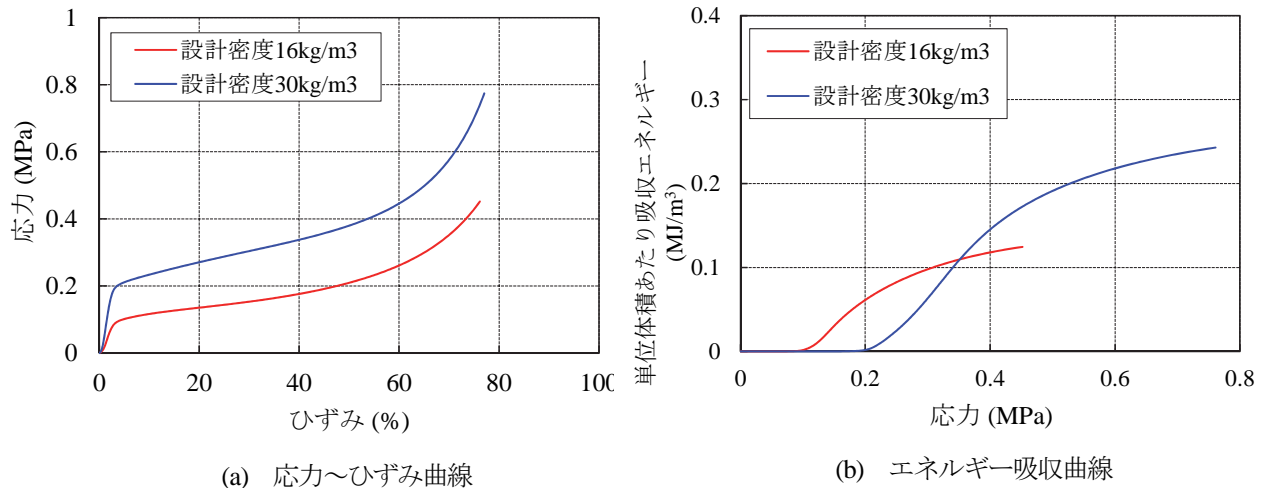 1
0.8
0.6
0.4
0.2
0
応力 (MPa)
設計密度16kg/m3
設計密度30kg/m3
0 20 40 60 80 100
ひずみ (%)
(a) 応力～ひずみ曲線
0.4
0.3
0.2
0.1
0
単位体積あたり吸収エネルギー
(MJ/m³)
設計密度16kg/m3
設計密度30kg/m3
0 0.2 0.4 0.6 0.8
応力 (MPa)
(b) エネルギー吸収曲線